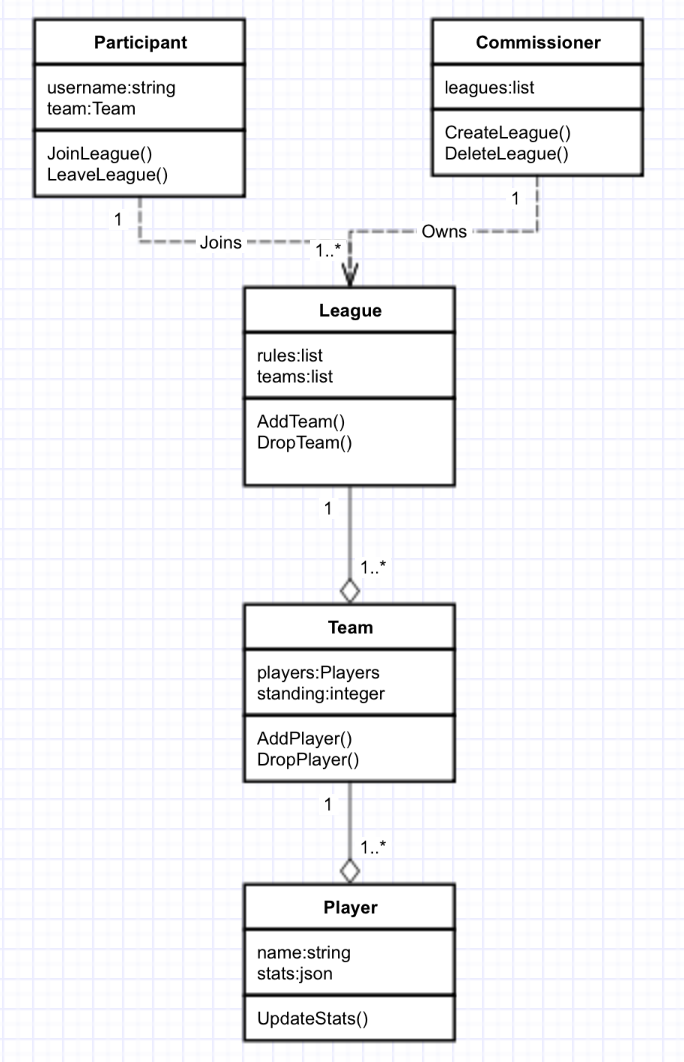 Participant
username:string
team:Team
JoinLeague()
LeaveLeague()
Commissioner
leagues:list
CreateLeague()
DeleteLeague()
1
Joins
1..*
1
Owns
League
rules:list
teams:list
AddTeam()
DropTeam()
1
1..*
Team
players:Players
standing:integer
AddPlayer()
DropPlayer()
1
1..*
Player
name:string
stats:json
UpdateStats()